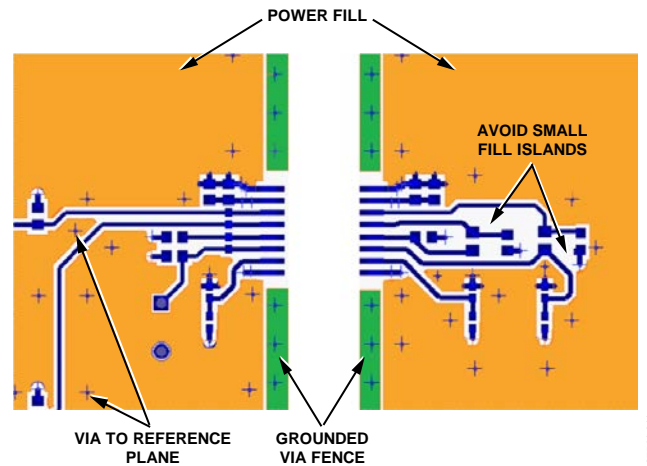 POWER FILL
AVOID SMALL
FILL ISLANDS
VIA TO REFERENCE
PLANE
GROUNDED
VIA FENCE